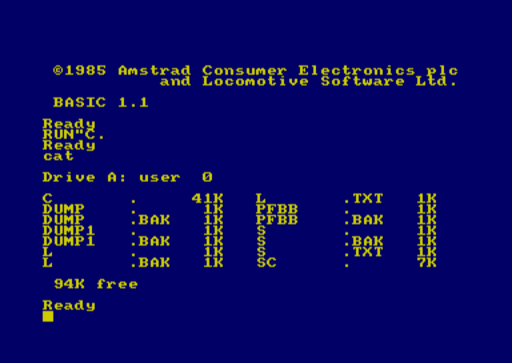 ©1985 Amstrad Consumer Electronics plc
and Locomotive Software Ltd.
BASIC 1.1
Ready
RUN"C.
Ready
cat
Drive A: user  0
C       .      41K   L       .TXT   1K
DUMP    .       1K   PFBB    .      1K
DUMP    .BAK    1K   PFBB    .BAK   1K
DUMP1   .       1K   S       .      1K
DUMP1   .BAK    1K   S       .BAK   1K
L       .       1K   S       .TXT   1K
L       .BAK    1K   SC      .      7K
94K free
Ready